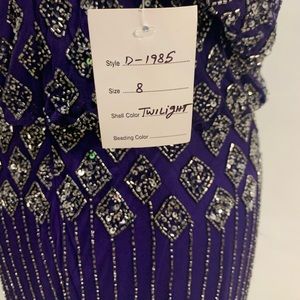 Style D-1985
Size 8
Shell Color TWILIGHT
Beading Color